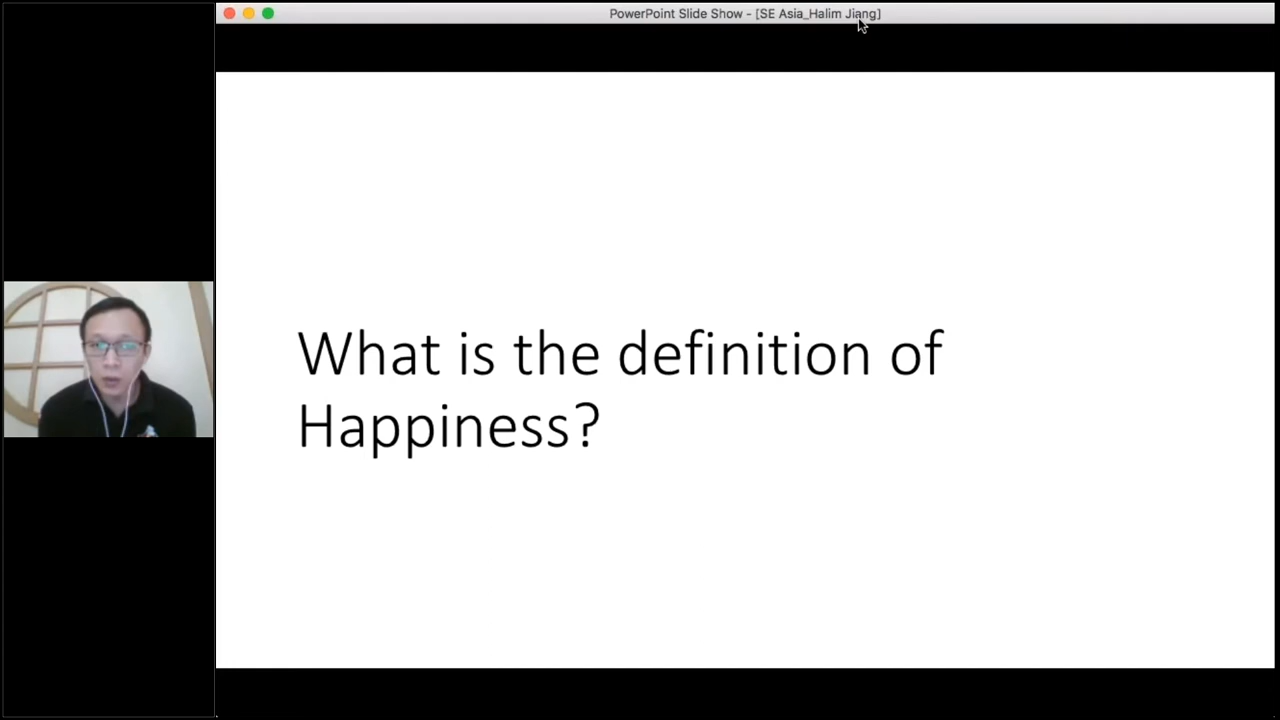 PowerPoint Slide Show - [SE Asia_Halim Jiang]
What is the definition of
Happiness?